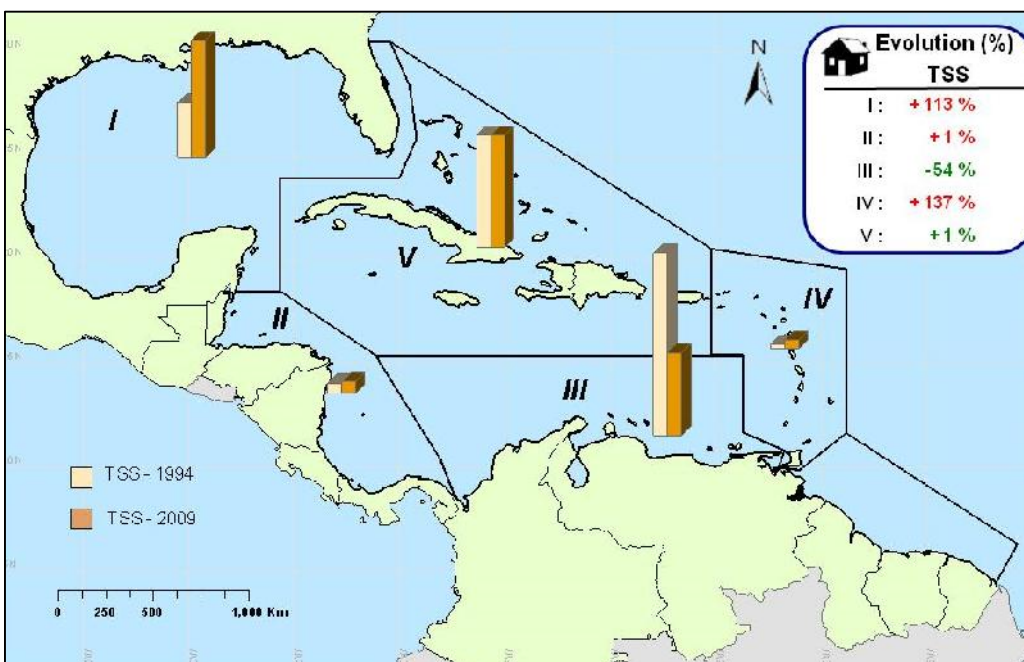 Evolution (%)
TSS
I : +113 %
II : +1 %
III : -54 %
IV : +137 %
V : +1 %
N
I
V
IV
II
III
TSS - 1994
TSS - 2009
0 250 500 1,000 Km